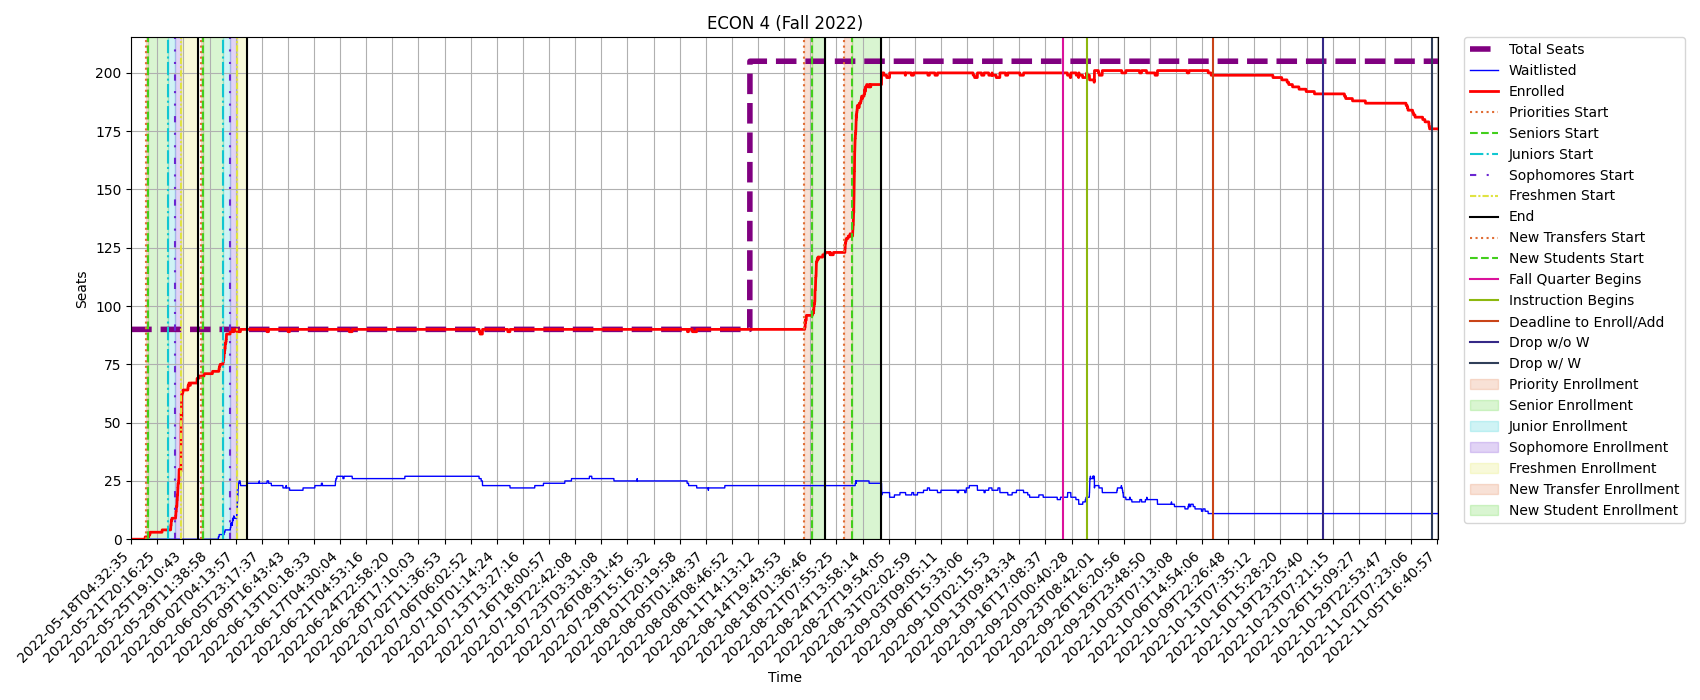 ECON 4 (Fall 2022)
Seats
200
175
150
125
100
75
50
25
0
2022-05-18T04:32:35
2022-05-21T20:16:25
2022-05-25T19:10:43
2022-05-29T11:38:58
2022-06-02T04:13:57
2022-06-05T23:17:37
2022-06-09T16:43:43
2022-06-13T10:18:33
2022-06-17T04:30:04
2022-06-21T04:53:16
2022-06-24T22:58:20
2022-06-28T17:10:03
2022-07-02T11:36:53
2022-07-06T06:02:52
2022-07-10T01:14:24
2022-07-13T13:27:16
2022-07-16T18:00:57
2022-07-19T22:42:08
2022-07-23T03:31:08
2022-07-26T08:31:45
2022-07-29T15:16:32
2022-08-01T20:19:58
2022-08-05T01:48:37
2022-08-08T08:46:52
2022-08-11T14:13:12
2022-08-14T19:43:53
2022-08-18T01:36:46
2022-08-21T07:55:25
2022-08-24T13:58:14
2022-08-27T19:54:05
2022-08-31T02:02:59
2022-09-03T09:05:11
2022-09-06T15:33:06
2022-09-10T02:15:53
2022-09-13T09:43:34
2022-09-16T17:08:37
2022-09-20T00:40:28
2022-09-23T08:42:01
2022-09-26T16:20:56
2022-09-29T23:48:50
2022-10-03T07:13:08
2022-10-06T14:54:06
2022-10-09T22:26:48
2022-10-13T07:35:12
2022-10-16T15:28:20
2022-10-19T23:25:40
2022-10-23T07:21:15
2022-10-26T15:09:27
2022-10-29T22:53:47
2022-11-02T07:23:06
2022-11-05T16:40:57
Time
Total Seats
Waitlisted
Enrolled
Priorities Start
Seniors Start
Juniors Start
Sophomores Start
Freshmen Start
End
New Transfers Start
New Students Start
Fall Quarter Begins
Instruction Begins
Deadline to Enroll/Add
Drop w/o W
Drop w/ W
Priority Enrollment
Senior Enrollment
Junior Enrollment
Sophomore Enrollment
Freshmen Enrollment
New Transfer Enrollment
New Student Enrollment